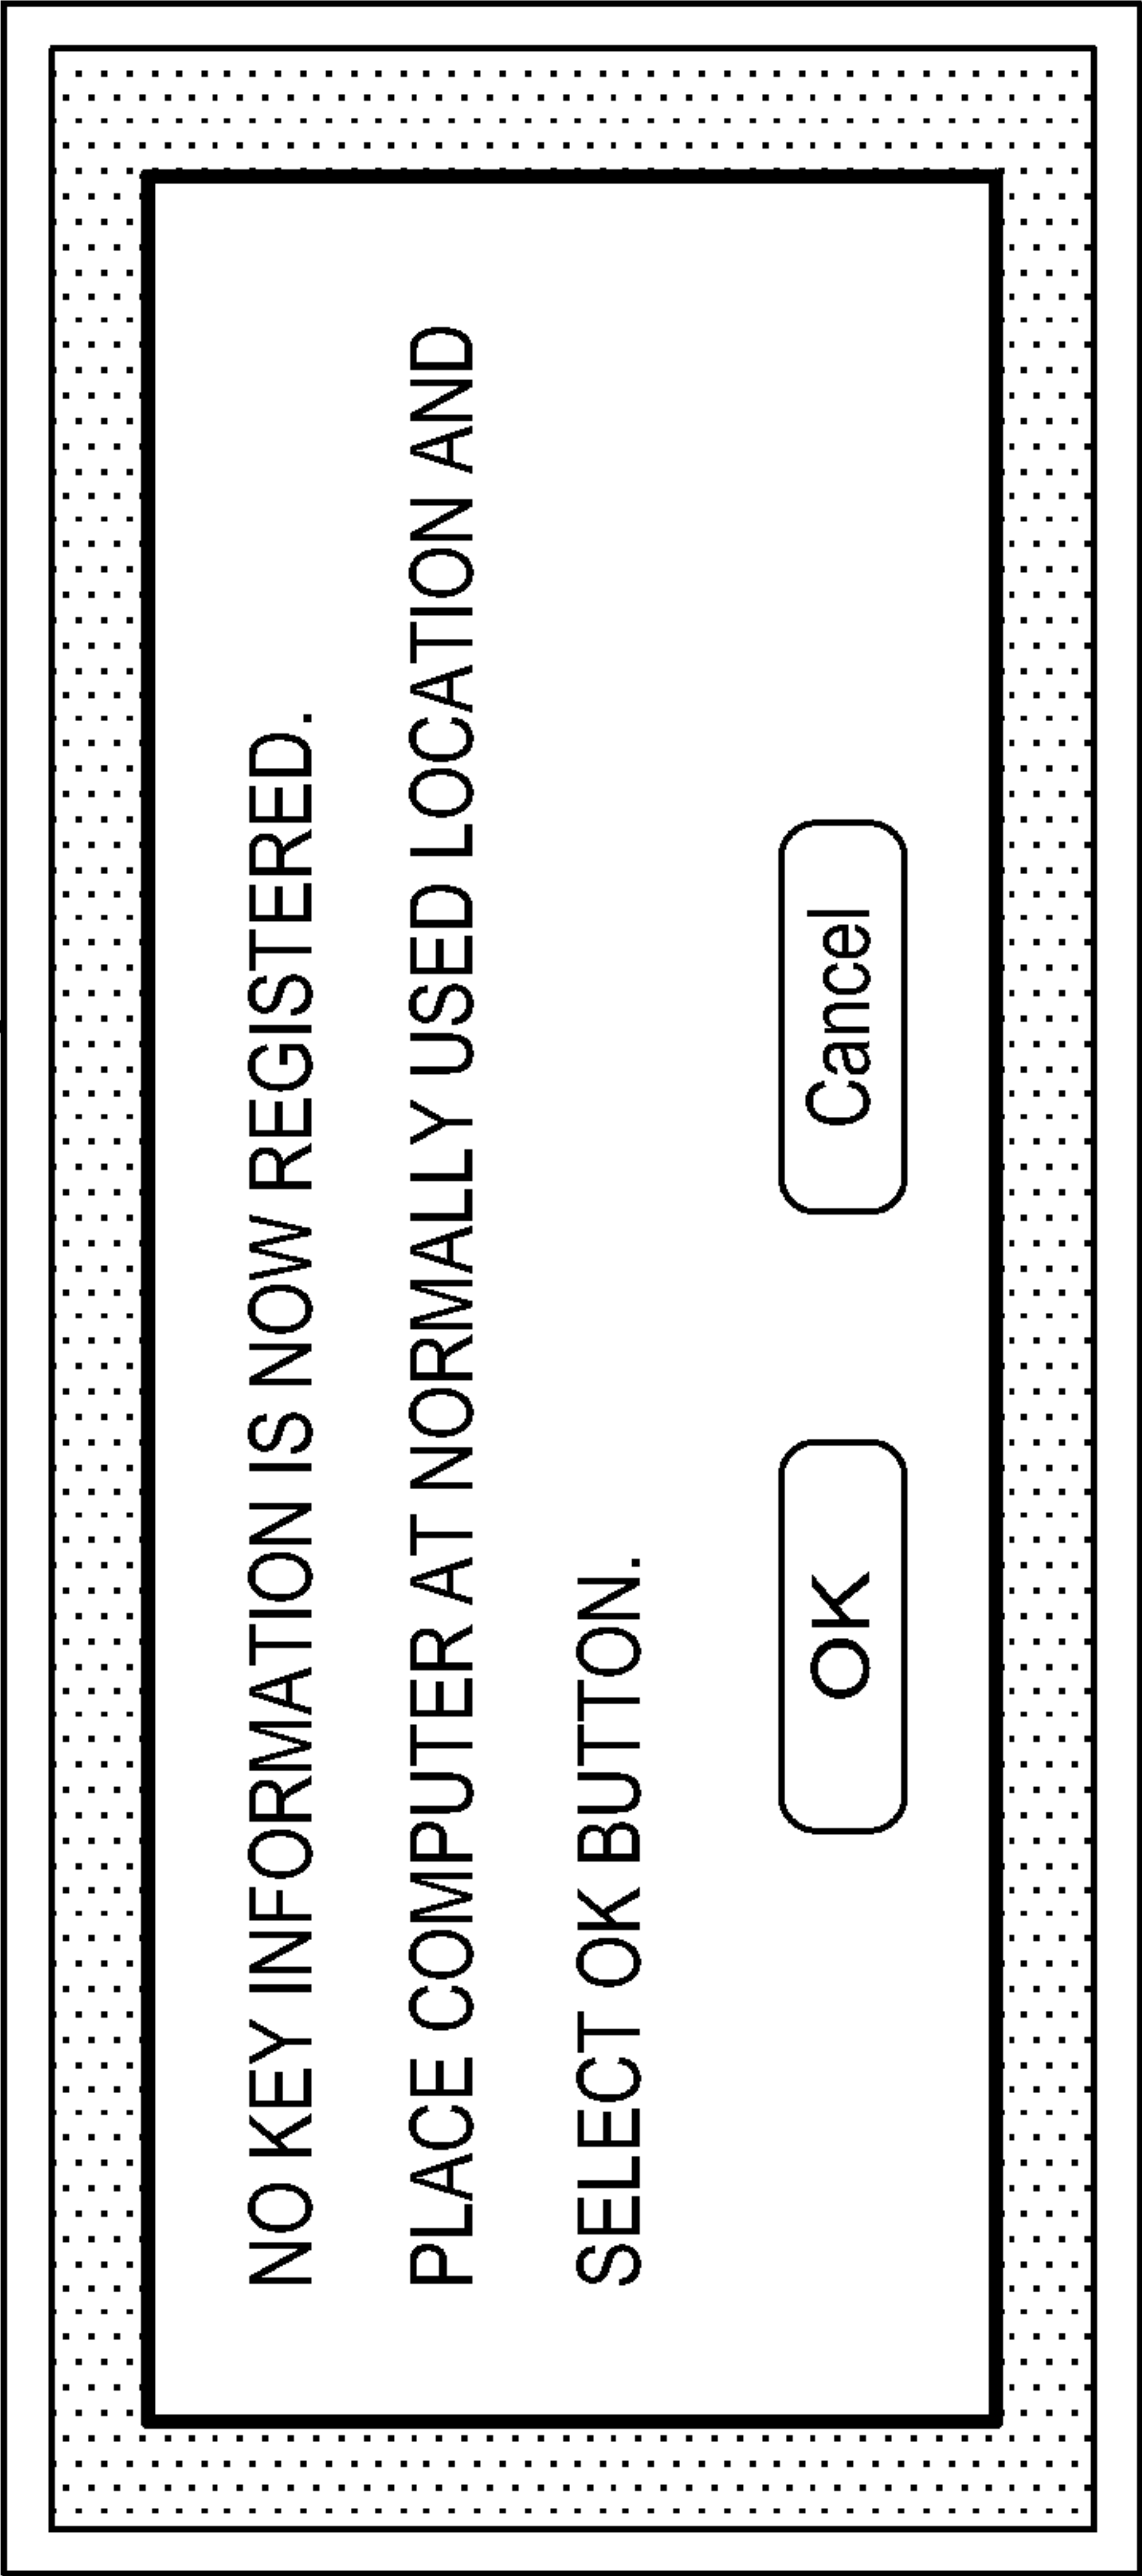 NO KEY INFORMATION IS NOW REGISTERED.
PLACE COMPUTER AT NORMALLY USED LOCATION AND
SELECT OK BUTTON.
OK
Cancel